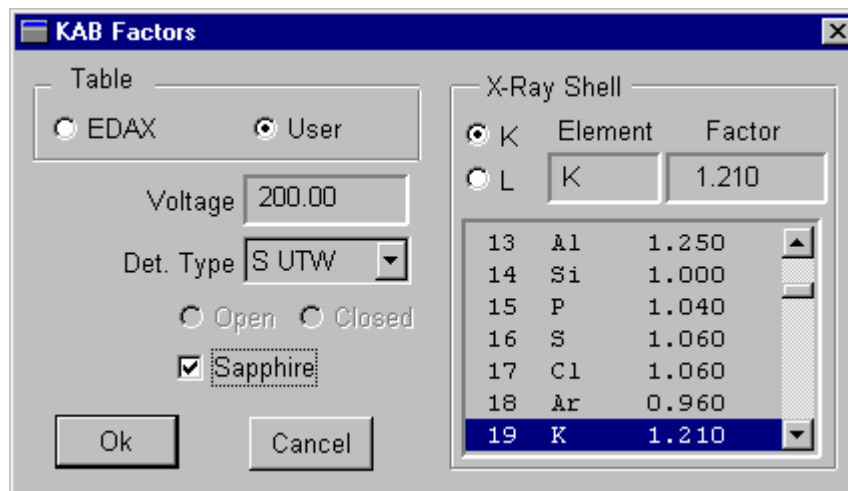 KAB Factors
Table
EDAX User
Voltage 200.00
Det. Type S UTW
Open Closed
Sapphire
Ok Cancel
X-Ray Shell
K Element Factor
L K 1.210
13 Al 1.250
14 Si 1.000
15 P 1.040
16 S 1.060
17 Cl 1.060
18 Ar 0.960
19 K 1.210